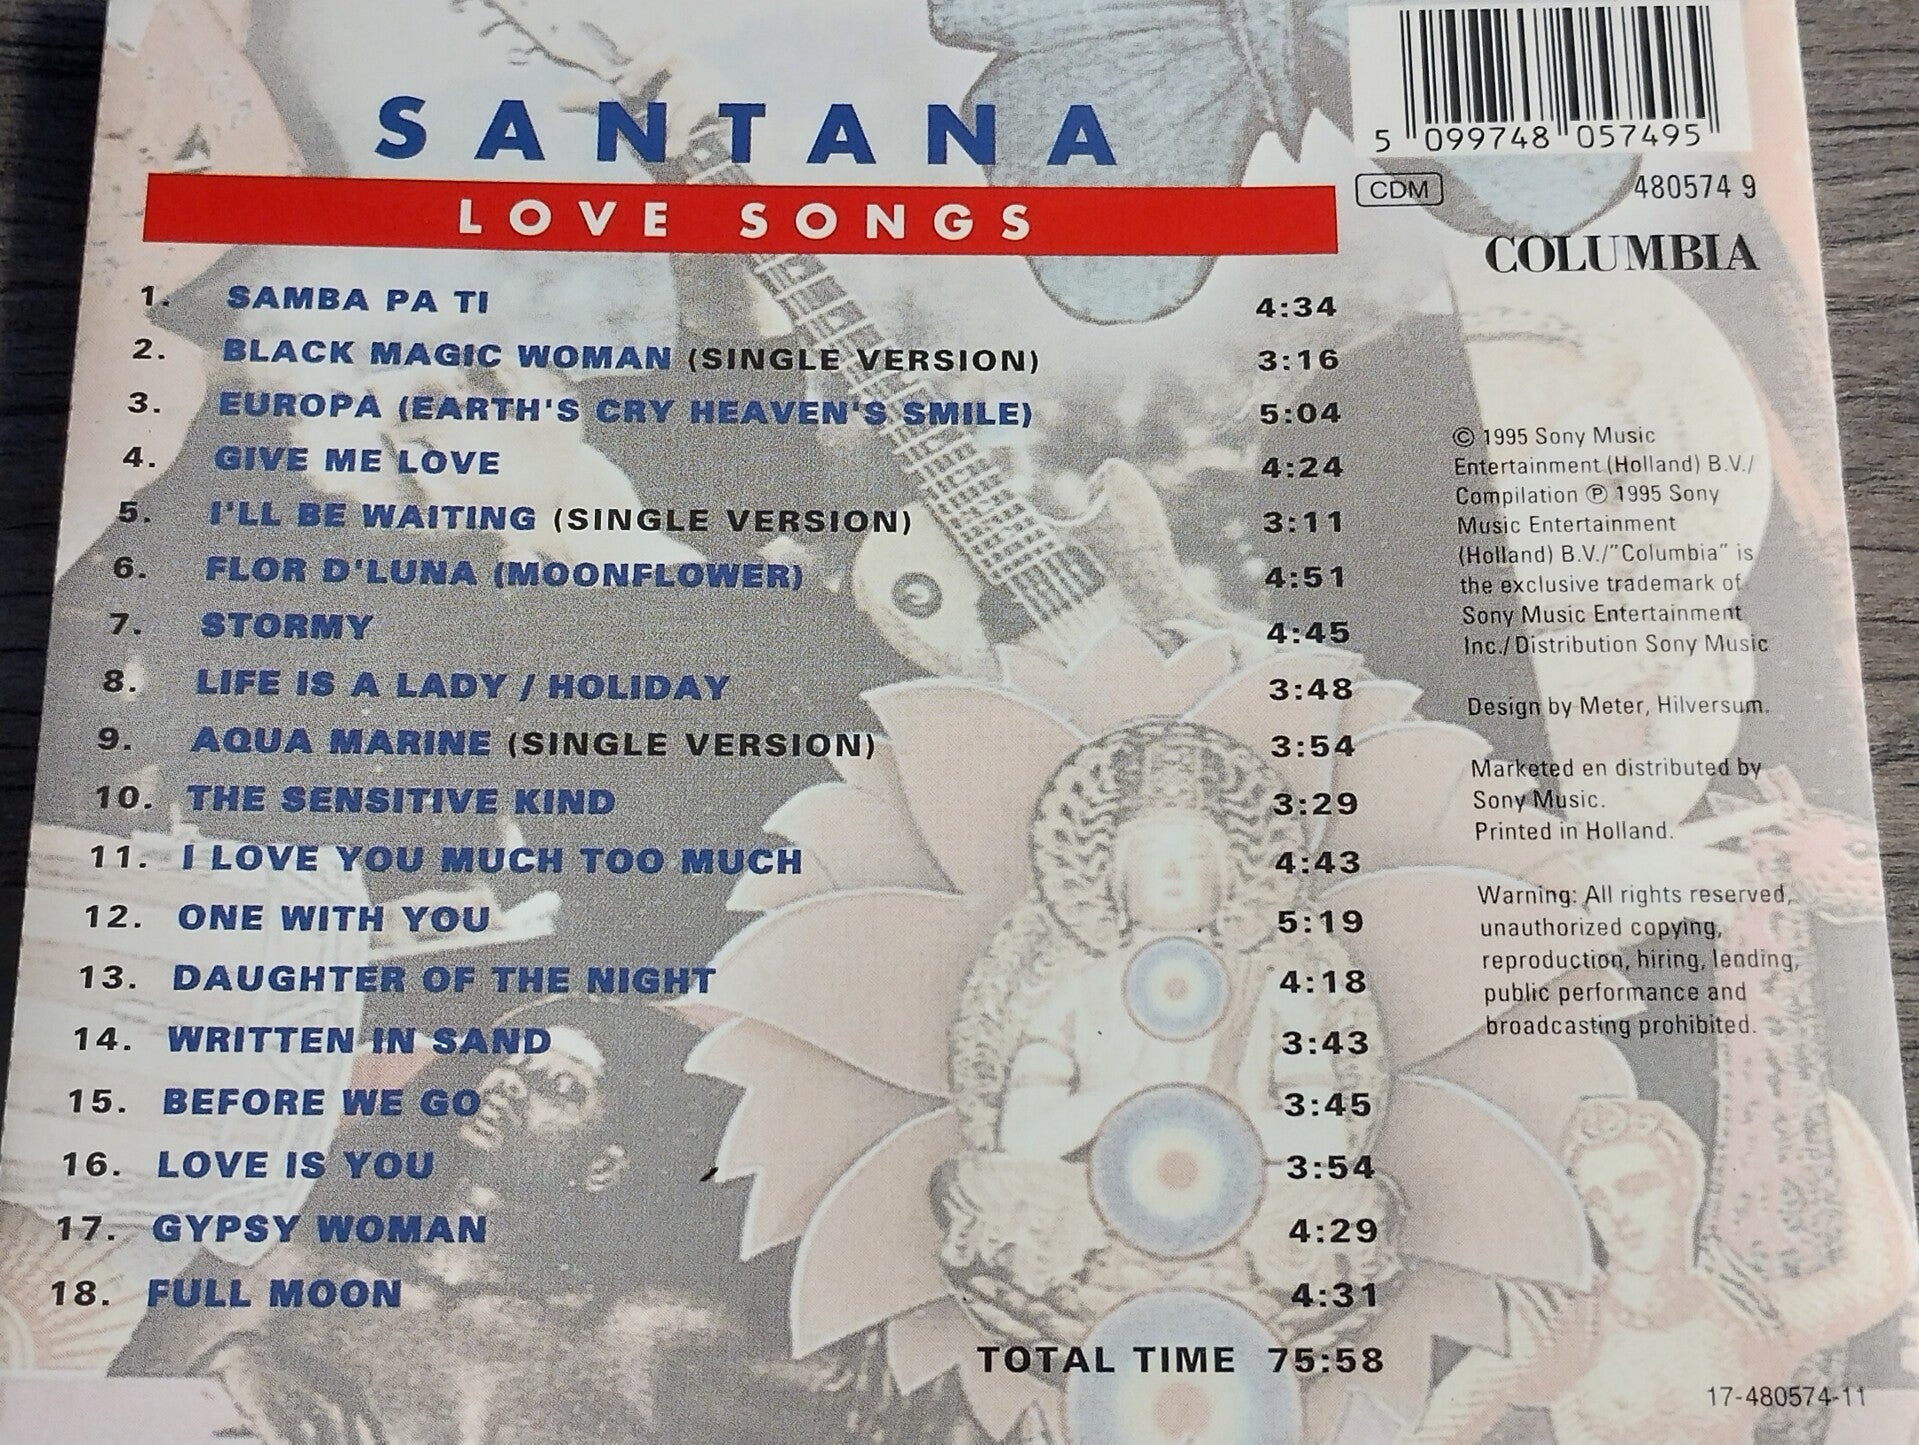 5 099748 057495
CDM 480574 9
COLUMBIA
SANTANA
LOVE SONGS
1. SAMBA PA TI 4:34
2. BLACK MAGIC WOMAN (SINGLE VERSION) 3:16
3. EUROPA (EARTH'S CRY HEAVEN'S SMILE) 5:04
4. GIVE ME LOVE 4:24
5. I'LL BE WAITING (SINGLE VERSION) 3:11
6. FLOR D'LUNA (MOONFLOWER) 4:51
7. STORMY 4:45
8. LIFE IS A LADY / HOLIDAY 3:48
9. AQUA MARINE (SINGLE VERSION) 3:54
10. THE SENSITIVE KIND 3:29
11. I LOVE YOU MUCH TOO MUCH 4:43
12. ONE WITH YOU 5:19
13. DAUGHTER OF THE NIGHT 4:18
14. WRITTEN IN SAND 3:43
15. BEFORE WE GO 3:45
16. LOVE IS YOU 3:54
17. GYPSY WOMAN 4:29
18. FULL MOON 4:31
TOTAL TIME 75:58
© 1995 Sony Music
Entertainment (Holland) B.V./
Compilation ℗ 1995 Sony
Music Entertainment
(Holland) B.V./"Columbia" is
the exclusive trademark of
Sony Music Entertainment
Inc./Distribution Sony Music
Design by Meter, Hilversum.
Marketed en distributed by
Sony Music.
Printed in Holland.
Warning: All rights reserved,
unauthorized copying,
reproduction, hiring, lending,
public performance and
broadcasting prohibited.
17-480574-11